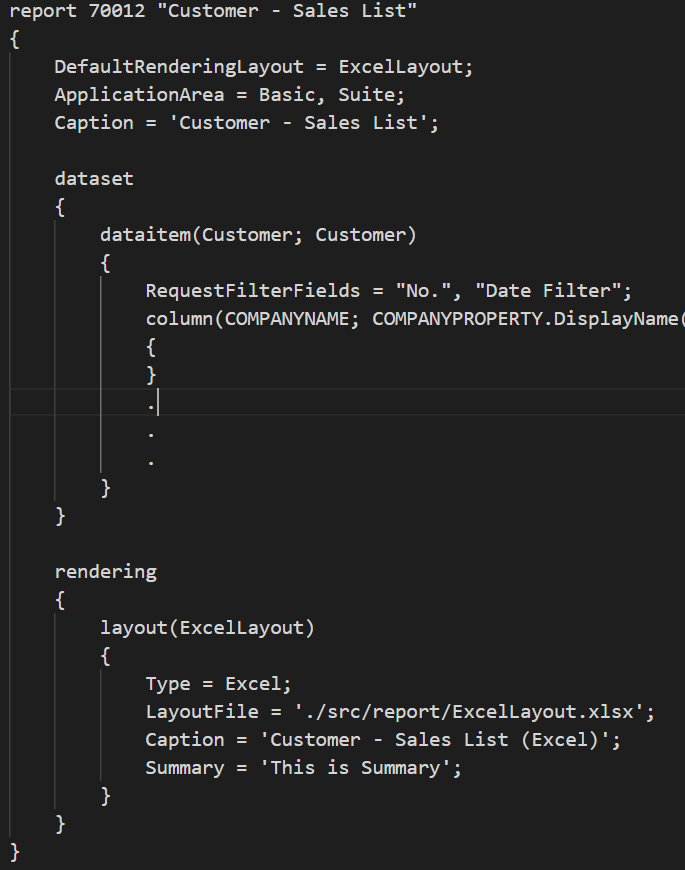 report 70012 "Customer - Sales List"
{
DefaultRenderingLayout = ExcelLayout;
ApplicationArea = Basic, Suite;
Caption = 'Customer - Sales List';
dataset
{
dataitem(Customer; Customer)
{
RequestFilterFields = "No.", "Date Filter";
column(COMPANYNAME; COMPANYPROPERTY.DisplayName(
{
}
.
.
.
}
}
rendering
{
layout(ExcelLayout)
{
Type = Excel;
LayoutFile = './src/report/ExcelLayout.xlsx';
Caption = 'Customer - Sales List (Excel)';
Summary = 'This is Summary';
}
}
}